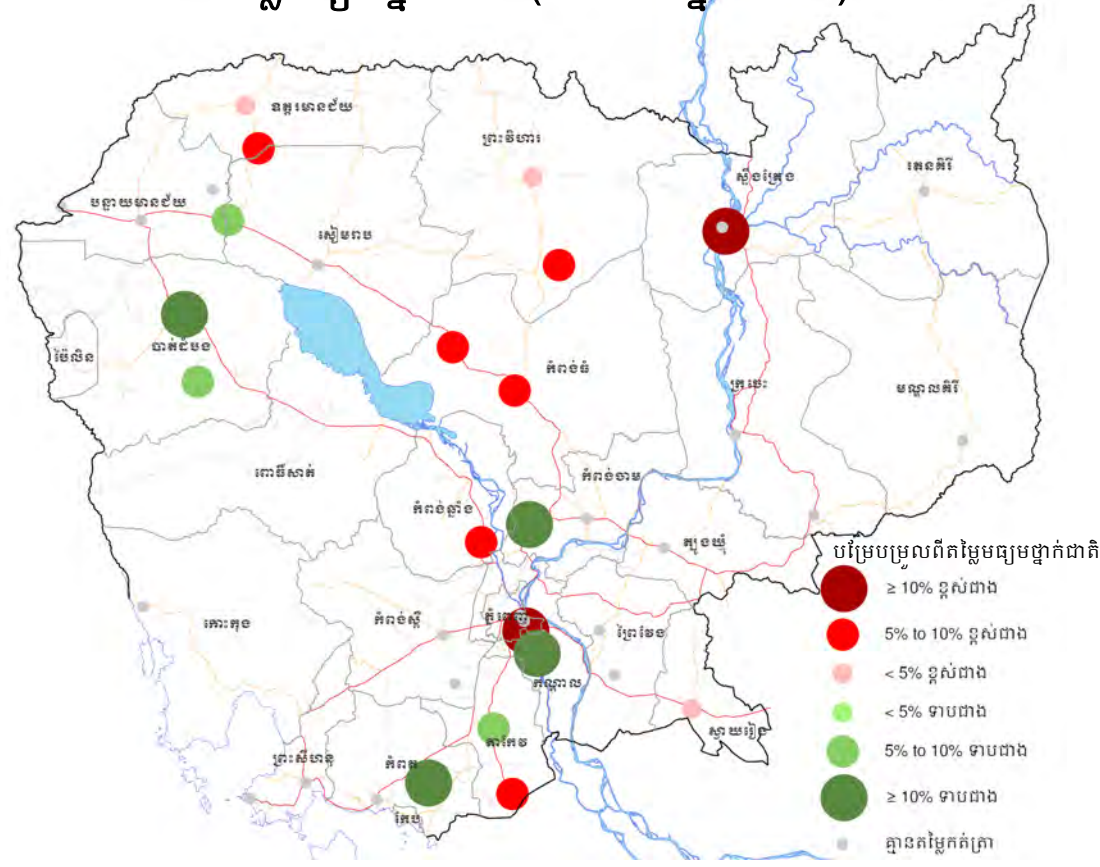 ឧត្តរមានជ័យ
ព្រះវិហារ
ស្ទឹងត្រែង
រតនគិរី
បន្ទាយមានជ័យ
សៀមរាប
ប៉ៃលិន
បាត់ដំបង
កំពង់ធំ
ក្រចេះ
មណ្ឌលគិរី
ពោធិ៍សាត់
កំពង់ចាម
កំពង់ឆ្នាំង
ត្បូងឃ្មុំ
កោះកុង
កំពង់ស្ពឺ
ព្រៃវែង
កណ្តាល
តាកែវ
ស្វាយរៀង
ព្រះសីហនុ
កំពត
កែប
បម្រែបម្រួលពីតម្លៃមធ្យមថ្នាក់ជាតិ
≥ 10% ខ្ពស់ជាង
5% to 10% ខ្ពស់ជាង
< 5% ខ្ពស់ជាង
< 5% ទាបជាង
5% to 10% ទាបជាង
≥ 10% ទាបជាង
គ្មានតម្លៃកត់ត្រា